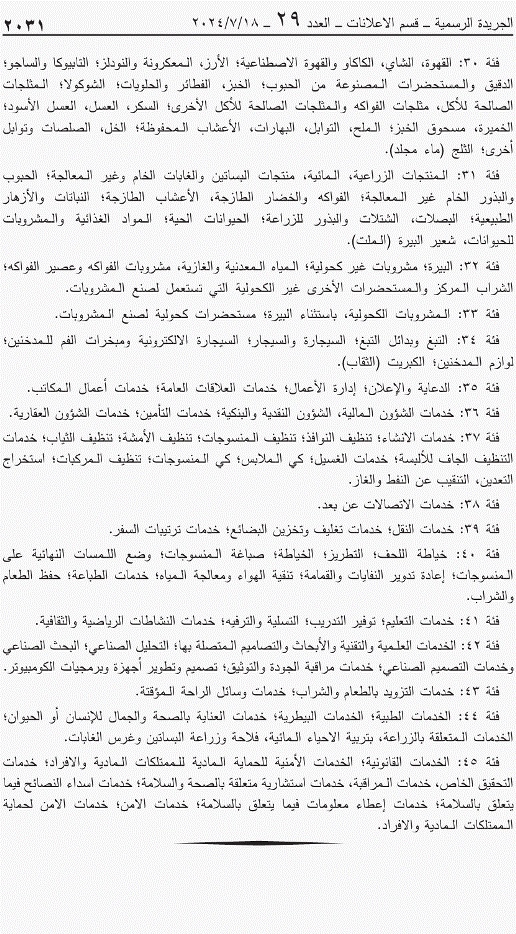 الجريدة الرسمية ــ قسم الاعلانات ــ العدد ٢٩ ــ ٢٠٢٤/٧/١٨ ٢٠٣١
فئة ٣٠: القهوة، الشاي، الكاكاو والقهوة الاصطناعية؛ الأرز، المعكرونة والنودلز؛ التابيوكا والساجو؛
الدقيق والمستحضرات المصنوعة من الحبوب؛ الخبز، الفطائر والحلويات؛ الشوكولا؛ المثلجات
الصالحة للأكل، مثلجات الفواكه والمثلجات الصالحة للأكل الأخرى؛ السكر، العسل، العسل الأسود؛
الخميرة، مسحوق الخبز؛ الملح، التوابل، البهارات، الأعشاب المحفوظة؛ الخل، الصلصات وتوابل
أخرى؛ الثلج (ماء مجلد).
فئة ٣١: المنتجات الزراعية، المائية، منتجات البساتين والغابات الخام وغير المعالجة؛ الحبوب
والبذور الخام غير المعالجة؛ الفواكه والخضار الطازجة، الأعشاب الطازجة؛ النباتات والأزهار
الطبيعية؛ البصلات، الشتلات والبذور للزراعة؛ الحيوانات الحية؛ المواد الغذائية والمشروبات
للحيوانات، شعير البيرة (الملت).
فئة ٣٢: البيرة؛ مشروبات غير كحولية؛ المياه المعدنية والغازية، مشروبات الفواكه وعصير الفواكه؛
الشراب المركز والمستحضرات الأخرى غير الكحولية التي تستعمل لصنع المشروبات.
فئة ٣٣: المشروبات الكحولية، باستثناء البيرة؛ مستحضرات كحولية لصنع المشروبات.
فئة ٣٤: التبغ وبدائل التبغ؛ السيجارة والسيجار؛ السيجارة الالكترونية ومبخرات الفم للمدخنين؛
لوازم المدخنين؛ الكبريت (الثقاب).
فئة ٣٥: الدعاية والإعلان؛ إدارة الأعمال؛ خدمات العلاقات العامة؛ خدمات أعمال المكاتب.
فئة ٣٦: خدمات الشؤون المالية، الشؤون النقدية والبنكية؛ خدمات التأمين؛ خدمات الشؤون العقارية.
فئة ٣٧: خدمات الانشاء؛ تنظيف النوافذ؛ تنظيف المنسوجات؛ تنظيف الأمشة؛ تنظيف الثياب؛ خدمات
التنظيف الجاف للألبسة؛ خدمات الغسيل؛ كي الملابس؛ كي المنسوجات؛ تنظيف المركبات؛ استخراج
التعدين، التنقيب عن النفط والغاز.
فئة ٣٨: خدمات الاتصالات عن بعد.
فئة ٣٩: خدمات النقل؛ خدمات تغليف وتخزين البضائع؛ خدمات ترتيبات السفر.
فئة ٤٠: خياطة اللحف؛ التطريز؛ الخياطة؛ صباغة المنسوجات؛ وضع اللمسات النهائية على
المنسوجات؛ إعادة تدوير النفايات والقمامة؛ تنقية الهواء ومعالجة المياه؛ خدمات الطباعة؛ حفظ الطعام
والشراب.
فئة ٤١: خدمات التعليم؛ توفير التدريب؛ التسلية والترفيه؛ خدمات النشاطات الرياضية والثقافية.
فئة ٤٢: الخدمات العلمية والتقنية والأبحاث والتصاميم المتصلة بها؛ التحليل الصناعي؛ البحث الصناعي
وخدمات التصميم الصناعي؛ خدمات مراقبة الجودة والتوثيق؛ تصميم وتطوير أجهزة وبرمجيات الكومبيوتر.
فئة ٤٣: خدمات التزويد بالطعام والشراب؛ خدمات وسائل الراحة المؤقتة.
فئة ٤٤: الخدمات الطبية؛ الخدمات البيطرية؛ خدمات العناية بالصحة والجمال للإنسان أو الحيوان؛
الخدمات المتعلقة بالزراعة، بتربية الاحياء المائية، فلاحة وزراعة البساتين وغرس الغابات.
فئة ٤٥: الخدمات القانونية؛ الخدمات الأمنية للحماية المادية للممتلكات المادية والافراد؛ خدمات
التحقيق الخاص، خدمات المراقبة، خدمات استشارية متعلقة بالصحة والسلامة؛ خدمات اسداء النصائح فيما
يتعلق بالسلامة؛ خدمات إعطاء معلومات فيما يتعلق بالسلامة؛ خدمات الامن؛ خدمات الامن لحماية
الممتلكات المادية والافراد.